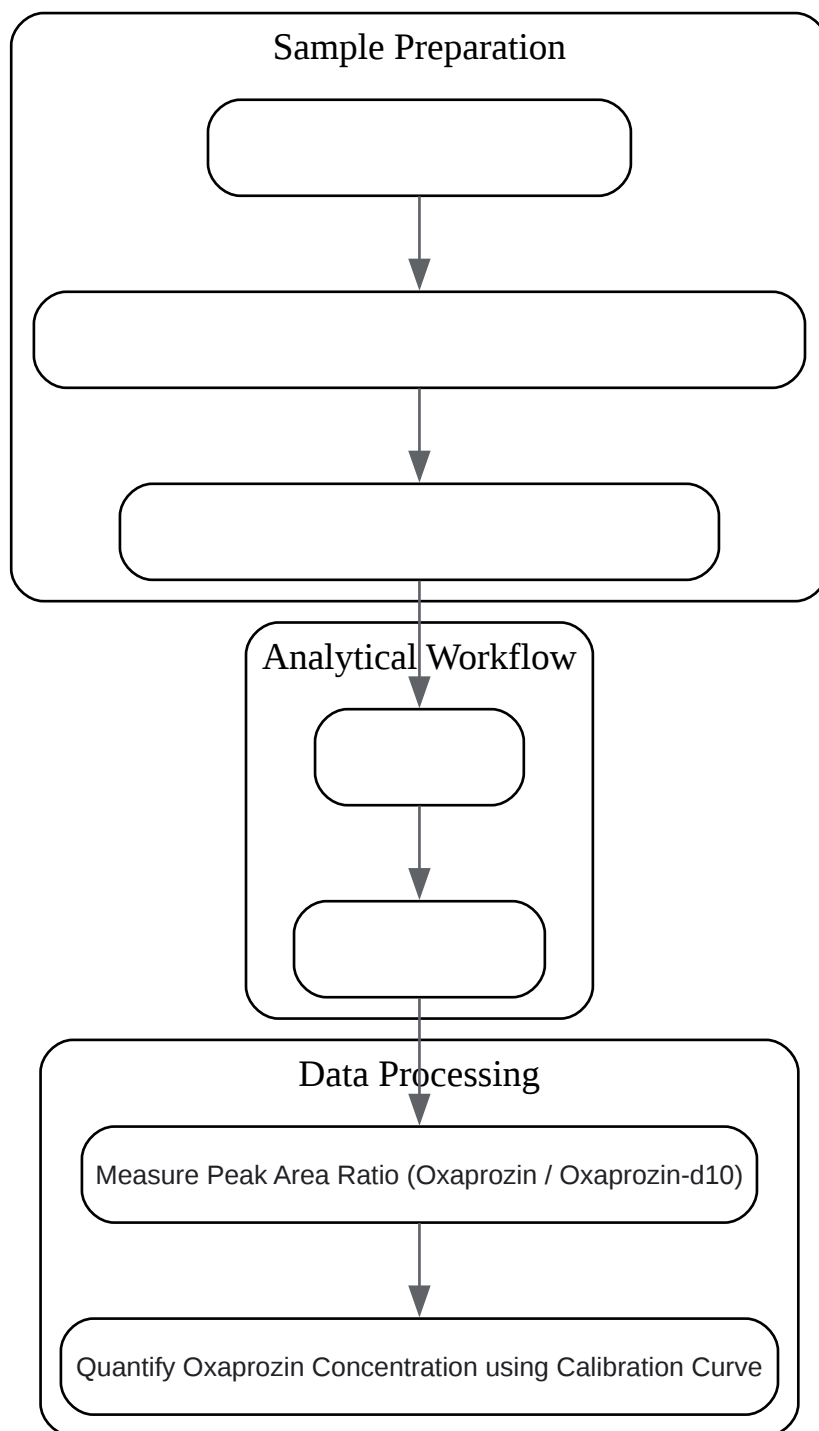 Sample Preparation
Analytical Workflow
Data Processing
Measure Peak Area Ratio (Oxaprozin / Oxaprozin-d10)
Quantify Oxaprozin Concentration using Calibration Curve